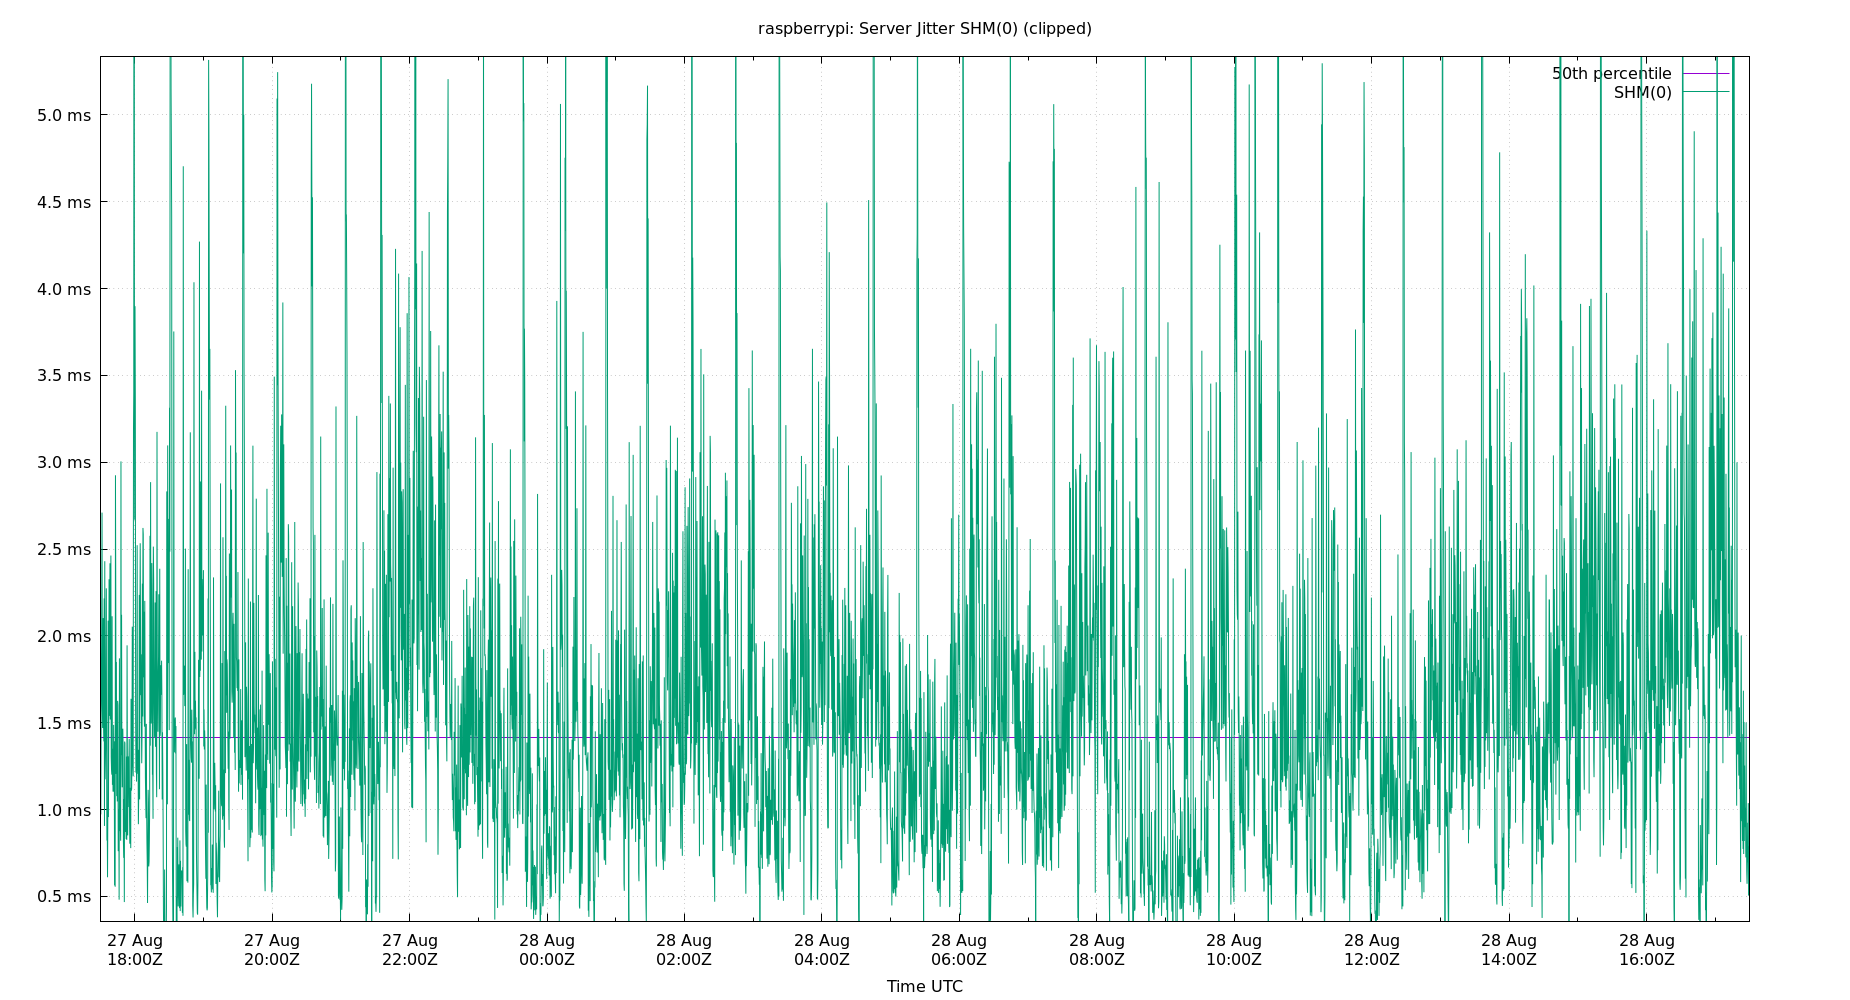 raspberrypi: Server Jitter SHM(0) (clipped)
50th percentile
SHM(0)
5.0 ms
4.5 ms
4.0 ms
3.5 ms
3.0 ms
2.5 ms
2.0 ms
1.5 ms
1.0 ms
0.5 ms
27 Aug 27 Aug 27 Aug 28 Aug 28 Aug 28 Aug 28 Aug 28 Aug 28 Aug 28 Aug 28 Aug 28 Aug
18:00Z 20:00Z 22:00Z 00:00Z 02:00Z 04:00Z 06:00Z 08:00Z 10:00Z 12:00Z 14:00Z 16:00Z
Time UTC